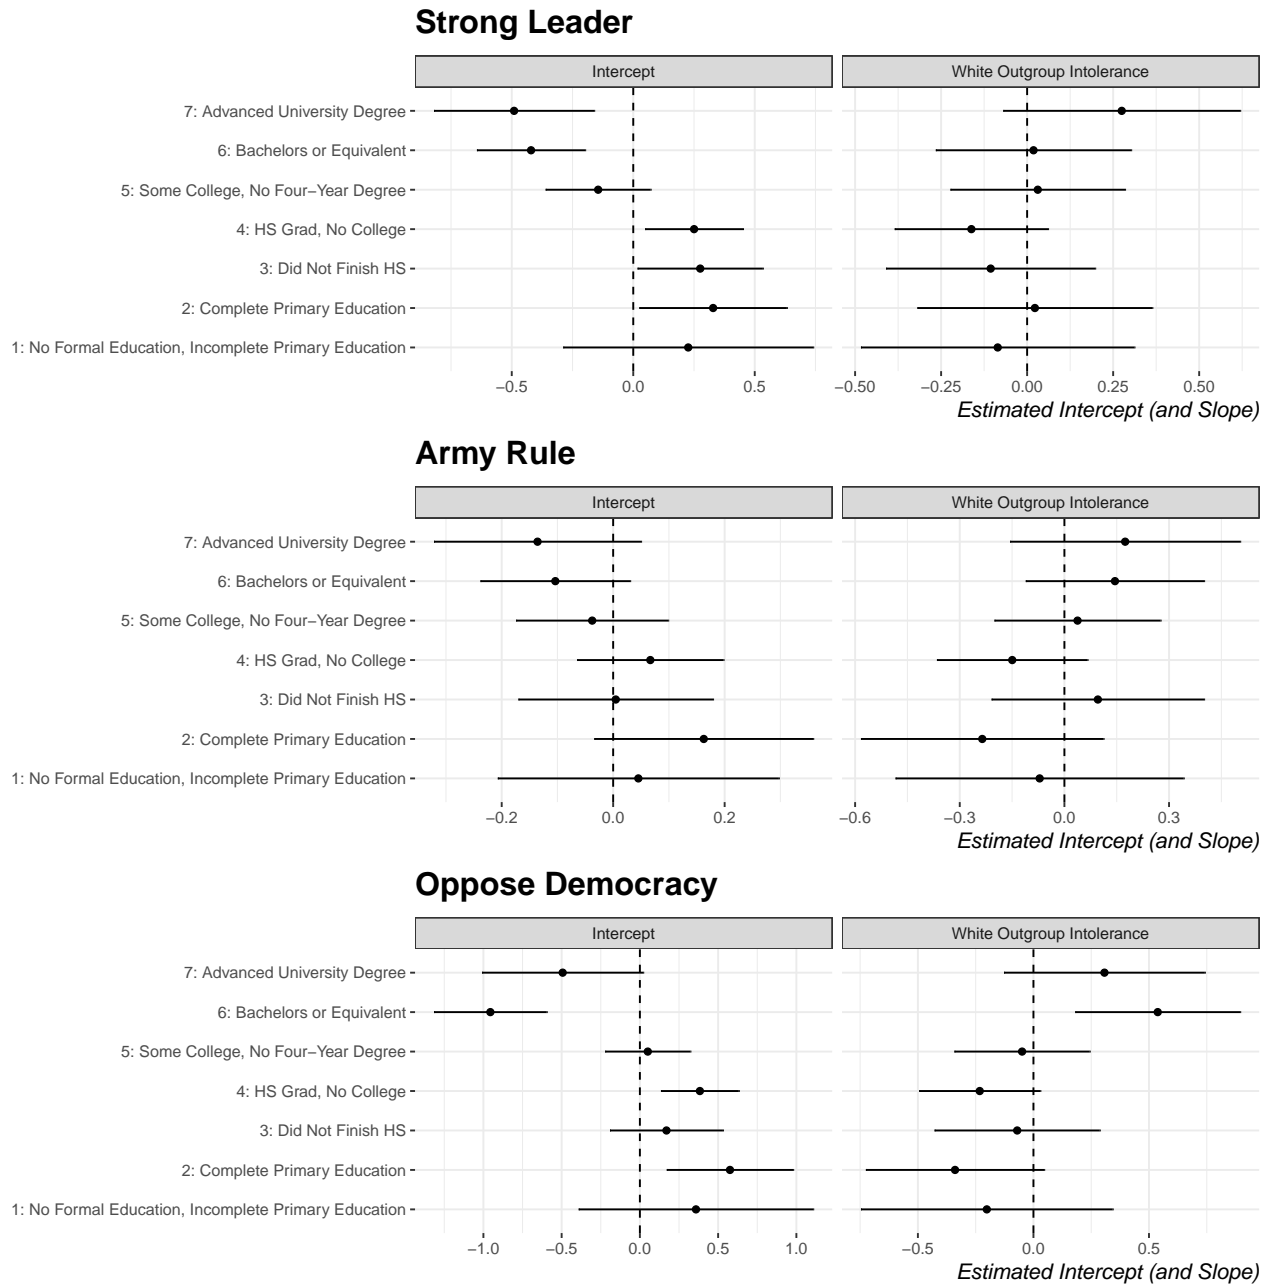 Strong Leader
Intercept
White Outgroup Intolerance
7: Advanced University Degree
6: Bachelors or Equivalent
5: Some College, No Four−Year Degree
4: HS Grad, No College
3: Did Not Finish HS
2: Complete Primary Education
1: No Formal Education, Incomplete Primary Education
−0.5 0.0 0.5
−0.50 −0.25 0.00 0.25 0.50
Estimated Intercept (and Slope)
Army Rule
Intercept
White Outgroup Intolerance
7: Advanced University Degree
6: Bachelors or Equivalent
5: Some College, No Four−Year Degree
4: HS Grad, No College
3: Did Not Finish HS
2: Complete Primary Education
1: No Formal Education, Incomplete Primary Education
−0.2 0.0 0.2
−0.6 −0.3 0.0 0.3
Estimated Intercept (and Slope)
Oppose Democracy
Intercept
White Outgroup Intolerance
7: Advanced University Degree
6: Bachelors or Equivalent
5: Some College, No Four−Year Degree
4: HS Grad, No College
3: Did Not Finish HS
2: Complete Primary Education
1: No Formal Education, Incomplete Primary Education
−1.0 −0.5 0.0 0.5 1.0
−0.5 0.0 0.5
Estimated Intercept (and Slope)